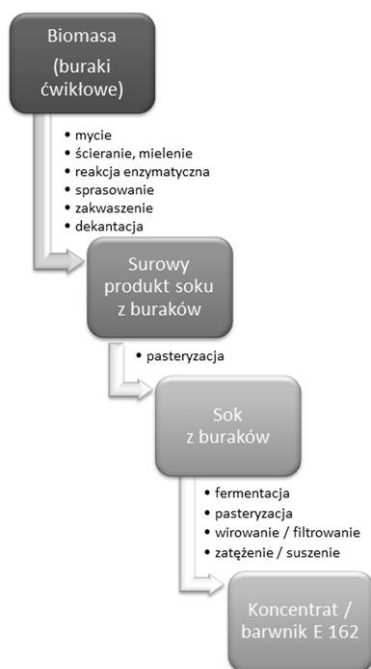 Biomasa
(buraki
ćwikłowe)
• mycie
• ścieranie, mielenie
• reakcja enzymatyczna
• sprasowanie
• zakwaszenie
• dekantacja
Surowy
produkt soku
z buraków
• pasteryzacja
Sok
z buraków
• fermentacja
• pasteryzacja
• wirowanie / filtrowanie
• zatężenie / suszenie
Koncentrat /
barwnik E 162